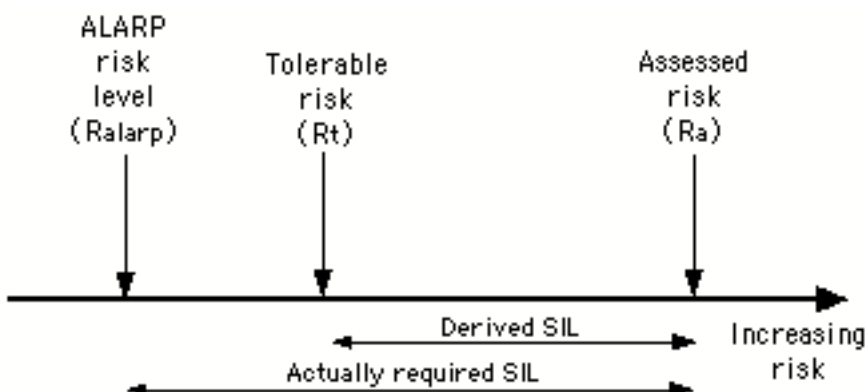 ALARP
risk
level
(Ralarp)
Tolerable
risk
(Rt)
Assessed
risk
(Ra)
Derived SIL
Increasing
risk
Actually required SIL